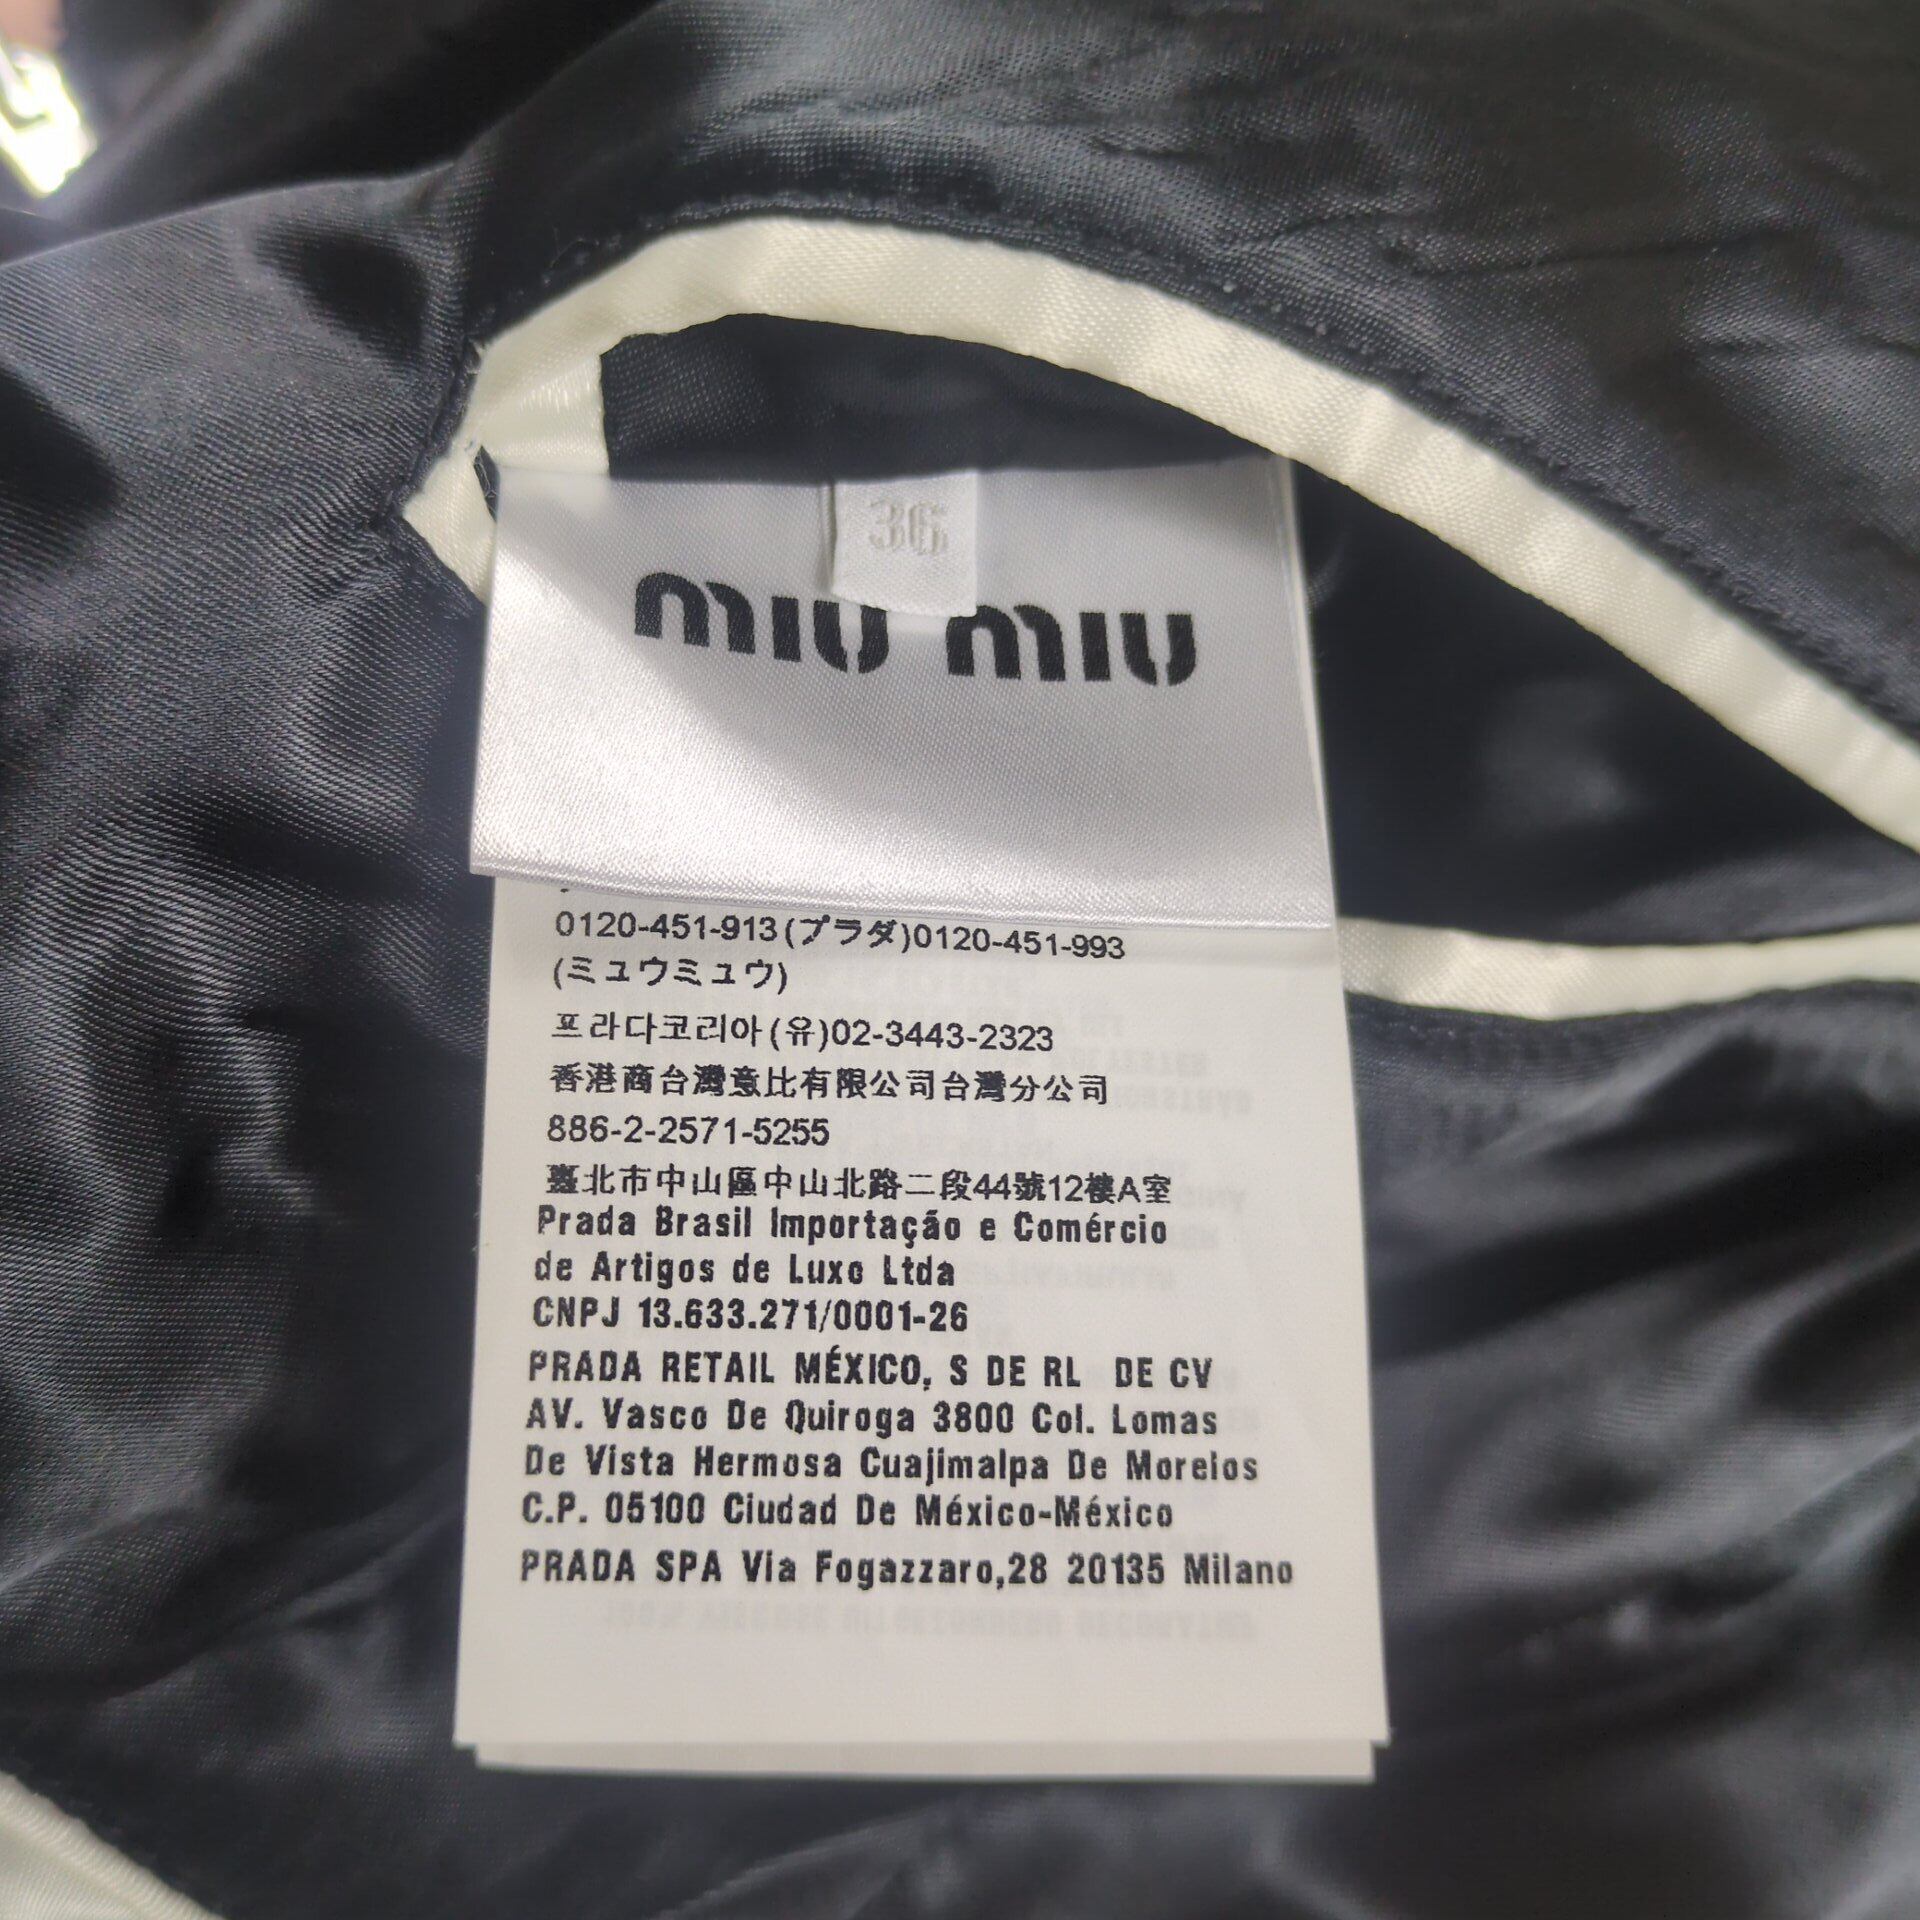 36
miu miu
0120-451-913(プラダ)0120-451-993
(ミュウミュウ)
프라다코리아(유)02-3443-2323
香港商台灣意比有限公司台灣分公司
886-2-2571-5255
臺北市中山區中山北路二段44號12樓A室
Prada Brasil Importação e Comércio
de Artigos de Luxo Ltda
CNPJ 13.633.271/0001-26
PRADA RETAIL MÉXICO, S DE RL DE CV
AV. Vasco De Quiroga 3800 Col. Lomas
De Vista Hermosa Cuajimalpa De Morelos
C.P. 05100 Ciudad De México-México
PRADA SPA Via Fogazzaro,28 20135 Milano